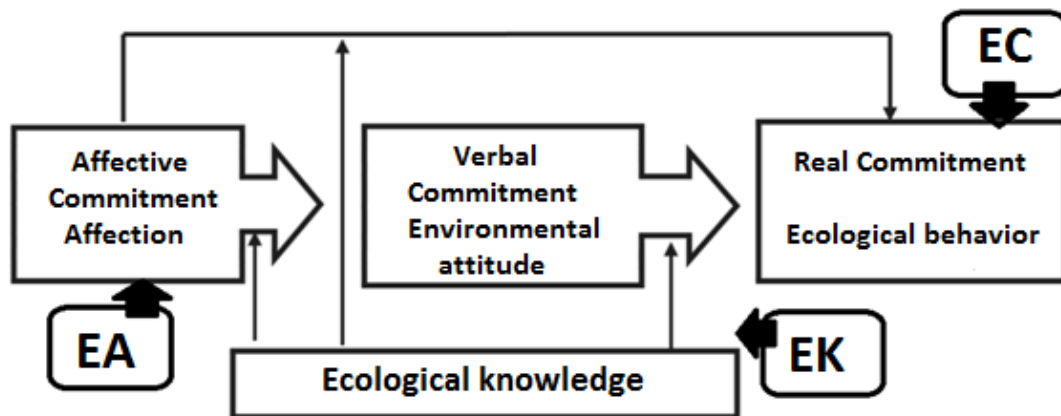 EC
Affective
Commitment
Affection
Verbal
Commitment
Environmental
attitude
Real Commitment
Ecological behavior
EA
Ecological knowledge
EK